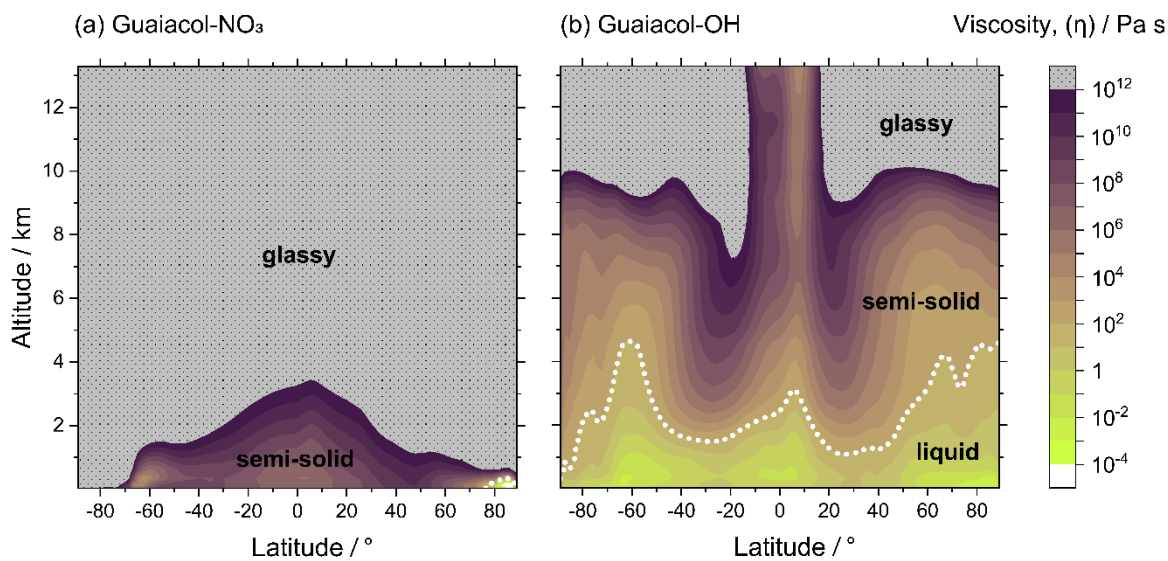 (a) Guaiacol-NO₃
(b) Guaiacol-OH
Viscosity, (η) / Pa s
Altitude / km
12
10
8
6
4
2
glassy
semi-solid
-80 -60 -40 -20 0 20 40 60 80
Latitude / °
glassy
semi-solid
liquid
-80 -60 -40 -20 0 20 40 60 80
Latitude / °
10¹²
10¹⁰
10⁸
10⁶
10⁴
10²
1
10⁻²
10⁻⁴